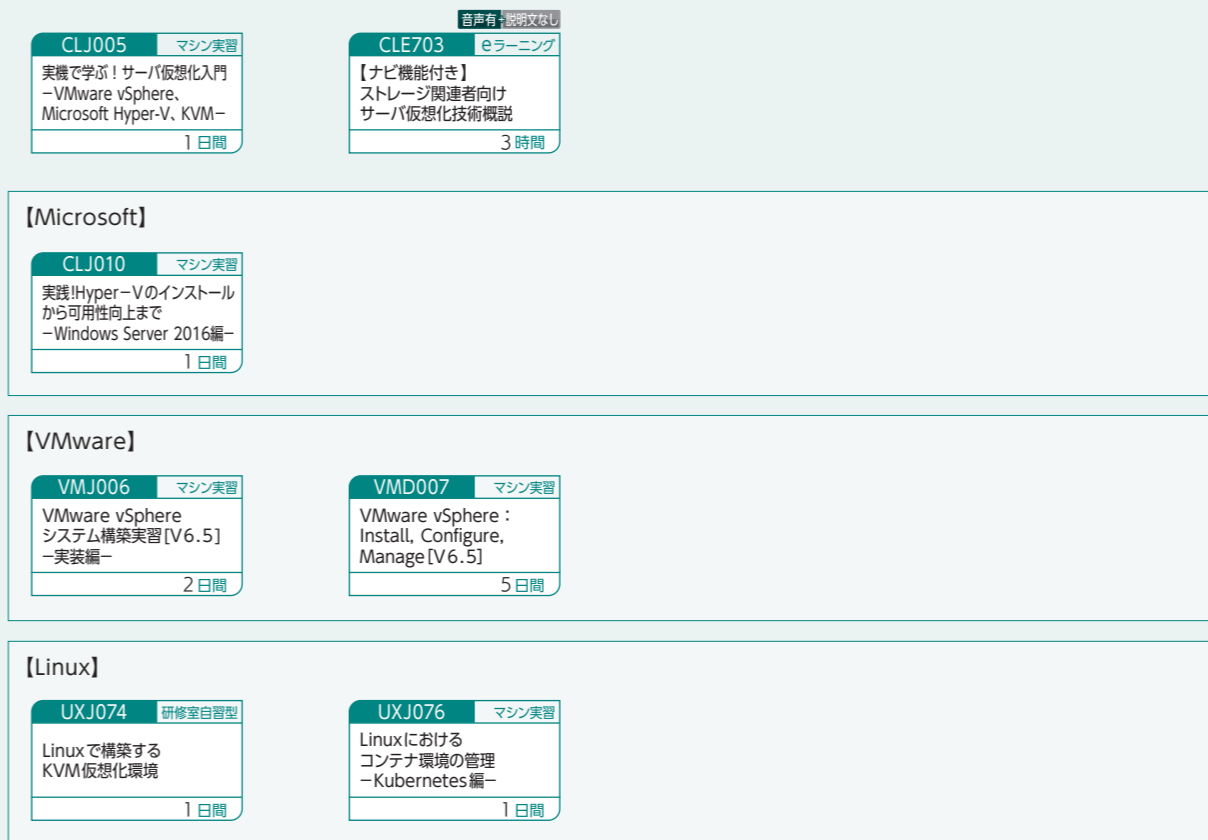 音声有・説明文なし
CLJ005 マシン実習
実機で学ぶ！サーバ仮想化入門
－VMware vSphere、
Microsoft Hyper-V、KVM－
1日間
CLE703 eラーニング
【ナビ機能付き】
ストレージ関連者向け
サーバ仮想化技術概説
3時間
【Microsoft】
CLJ010 マシン実習
実践!Hyper－Vのインストール
から可用性向上まで
－Windows Server 2016編－
1日間
【VMware】
VMJ006 マシン実習
VMware vSphere
システム構築実習[V6.5]
－実装編－
2日間
VMD007 マシン実習
VMware vSphere：
Install, Configure,
Manage[V6.5]
5日間
【Linux】
UXJ074 研修室自習型
Linuxで構築する
KVM仮想化環境
1日間
UXJ076 マシン実習
Linuxにおける
コンテナ環境の管理
－Kubernetes編－
1日間